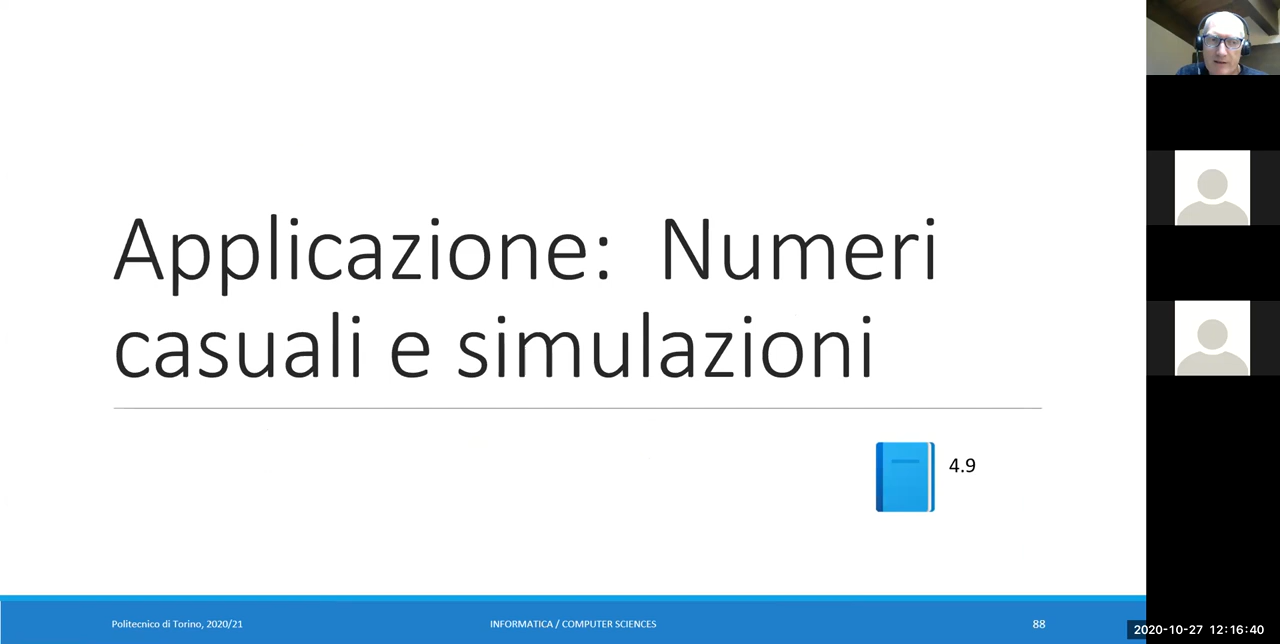 Applicazione: Numeri
casuali e simulazioni
4.9
Politecnico di Torino, 2020/21
INFORMATICA / COMPUTER SCIENCES
88
2020-10-27 12:16:40